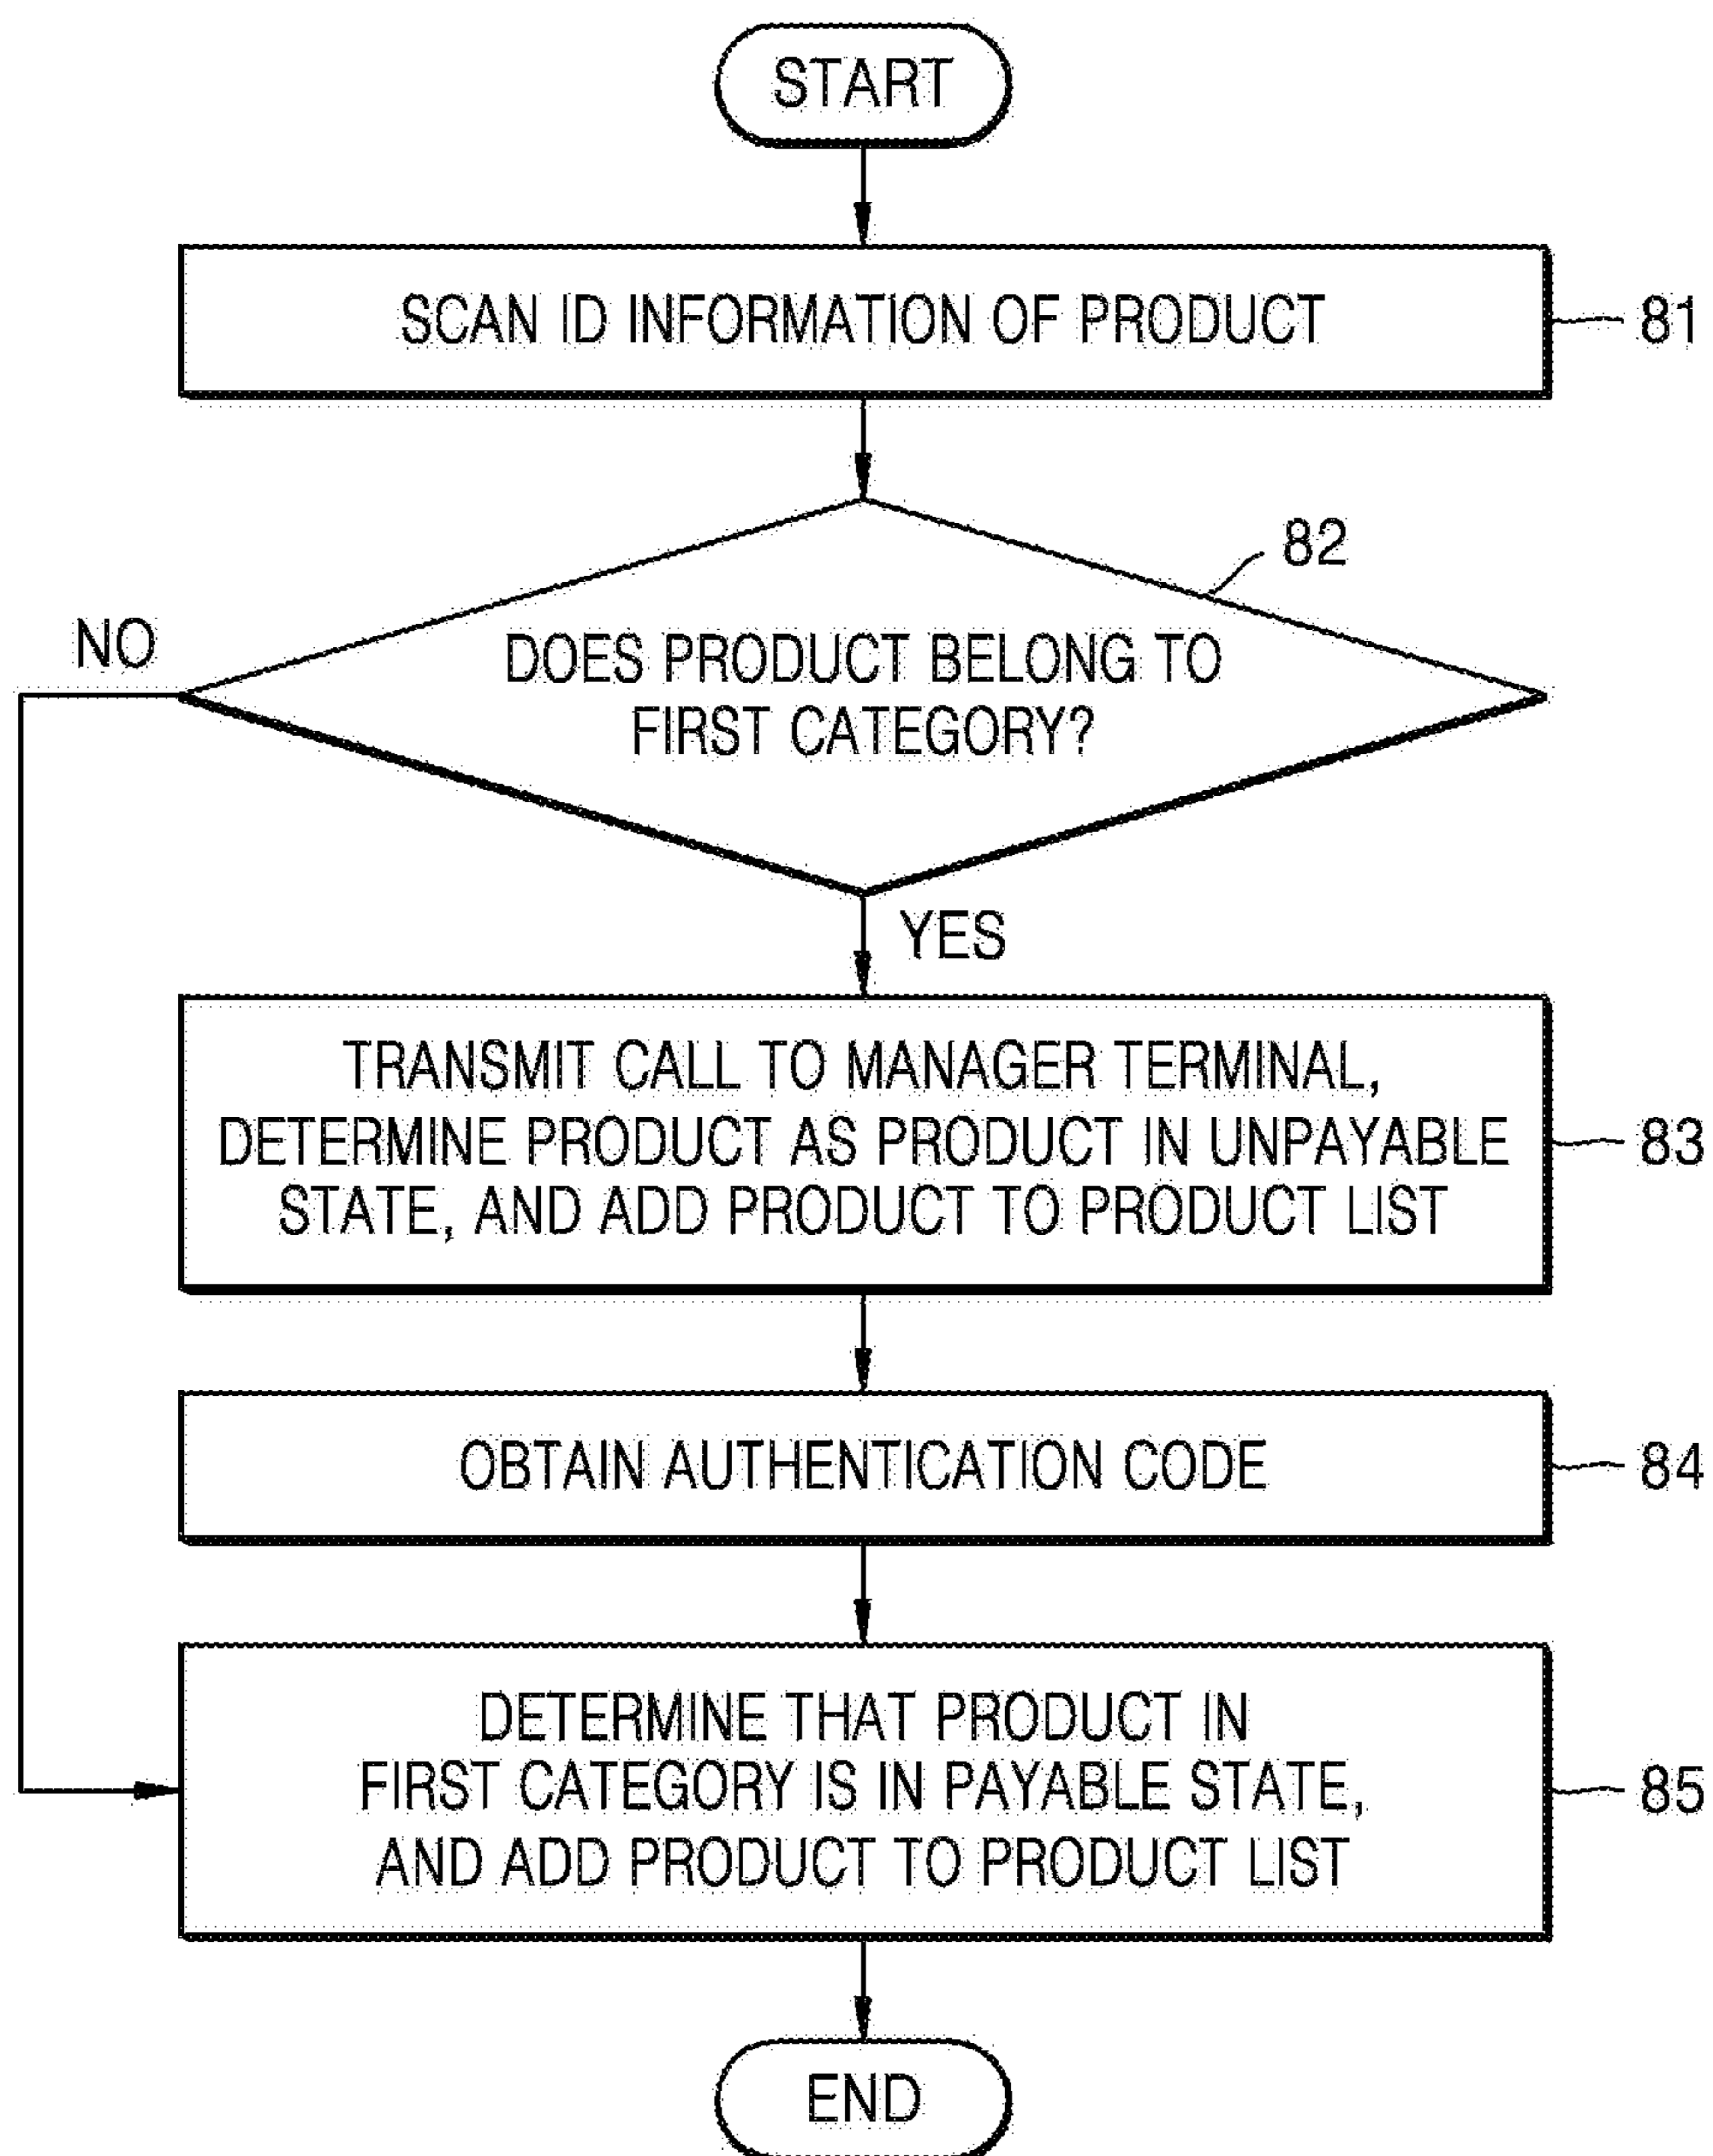 START
SCAN ID INFORMATION OF PRODUCT
81
82
DOES PRODUCT BELONG TO
FIRST CATEGORY?
NO
YES
TRANSMIT CALL TO MANAGER TERMINAL,
DETERMINE PRODUCT AS PRODUCT IN UNPAYABLE
STATE, AND ADD PRODUCT TO PRODUCT LIST
83
OBTAIN AUTHENTICATION CODE
84
DETERMINE THAT PRODUCT IN
FIRST CATEGORY IS IN PAYABLE STATE,
AND ADD PRODUCT TO PRODUCT LIST
85
END